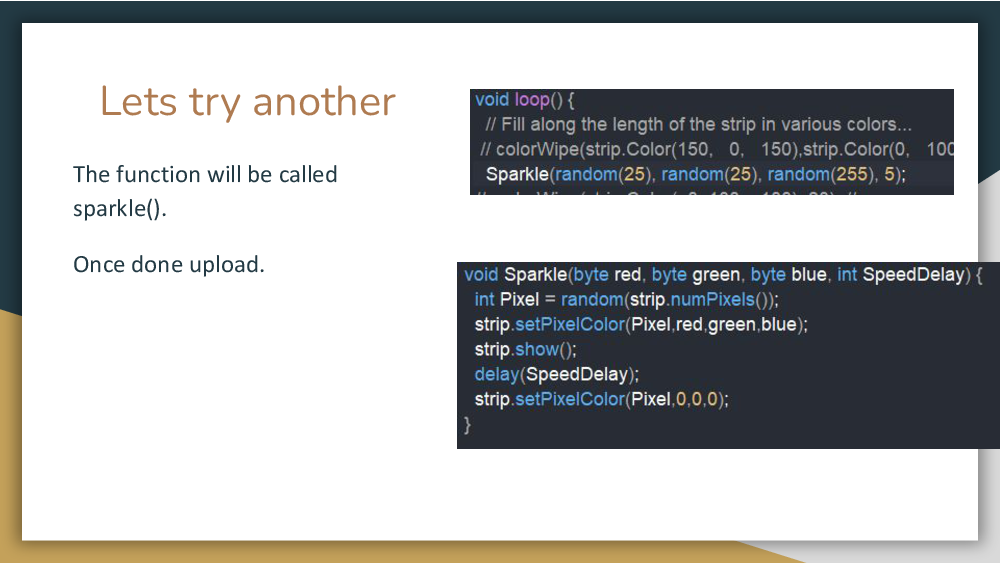 Lets try another
The function will be called
sparkle().
Once done upload.
void loop() {
// Fill along the length of the strip in various colors...
// colorWipe(strip.Color(150, 0, 150),strip.Color(0, 100
Sparkle(random(25), random(25), random(255), 5);
void Sparkle(byte red, byte green, byte blue, int SpeedDelay) {
int Pixel = random(strip.numPixels());
strip.setPixelColor(Pixel,red,green,blue);
strip.show();
delay(SpeedDelay);
strip.setPixelColor(Pixel,0,0,0);
}